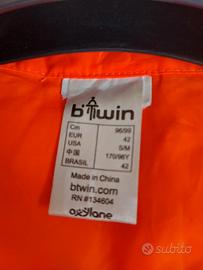 btwin
Cm 96/99
EUR 42
USA S/M
中国 170/96Y
BRASIL 42
Made in China
btwin.com
RN #134604
oxylane
subito